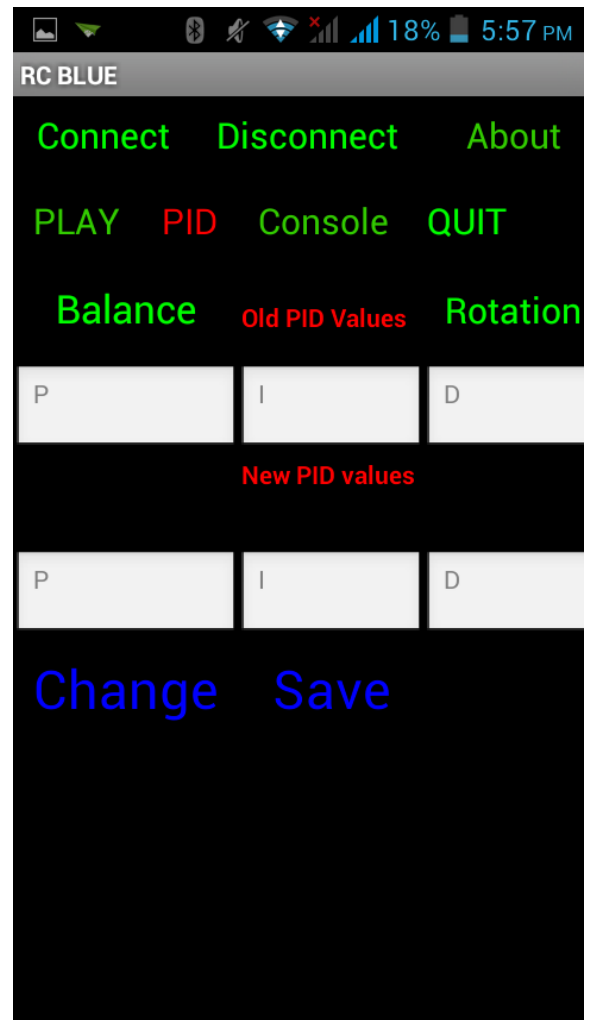 18% 5:57 PM
RC BLUE
Connect Disconnect About
PLAY PID Console QUIT
Balance Old PID Values Rotation
P I D
New PID values
P I D
Change Save